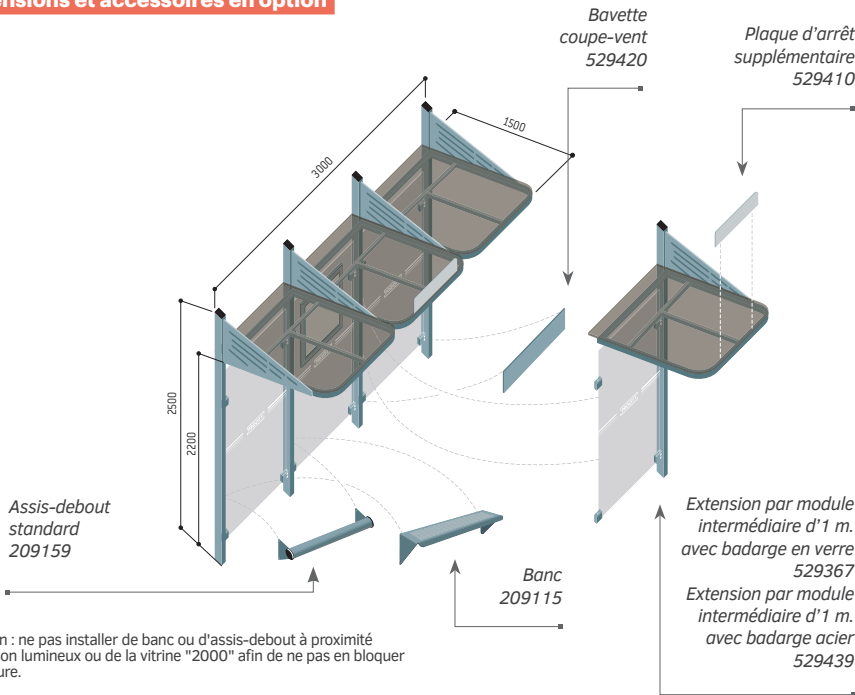 ensions et accessoires en option
Bavette
coupe-vent
529420
Plaque d'arrêt
supplémentaire
529410
1500
3000
2500
2200
Assis-debout
standard
209159
Banc
209115
Extension par module
intermédiaire d'1 m.
avec badarge en verre
529367
Extension par module
intermédiaire d'1 m.
avec badarge acier
529439
n : ne pas installer de banc ou d'assis-debout à proximité
on lumineux ou de la vitrine "2000" afin de ne pas en bloquer
ure.